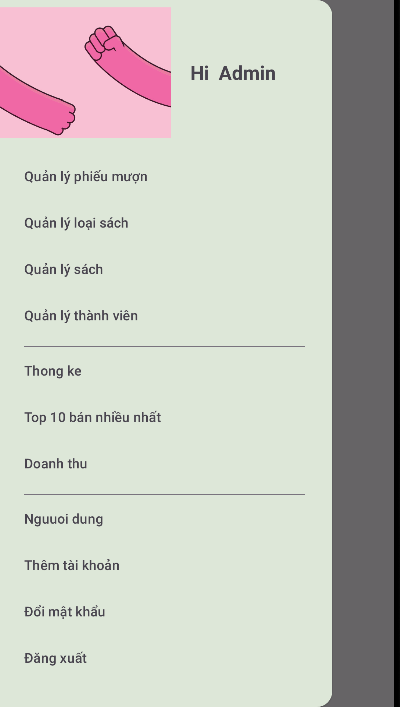 Hi Admin
Quản lý phiếu mượn
Quản lý loại sách
Quản lý sách
Quản lý thành viên
Thong ke
Top 10 bán nhiều nhất
Doanh thu
Nguuoi dung
Thêm tài khoản
Đổi mật khẩu
Đăng xuất